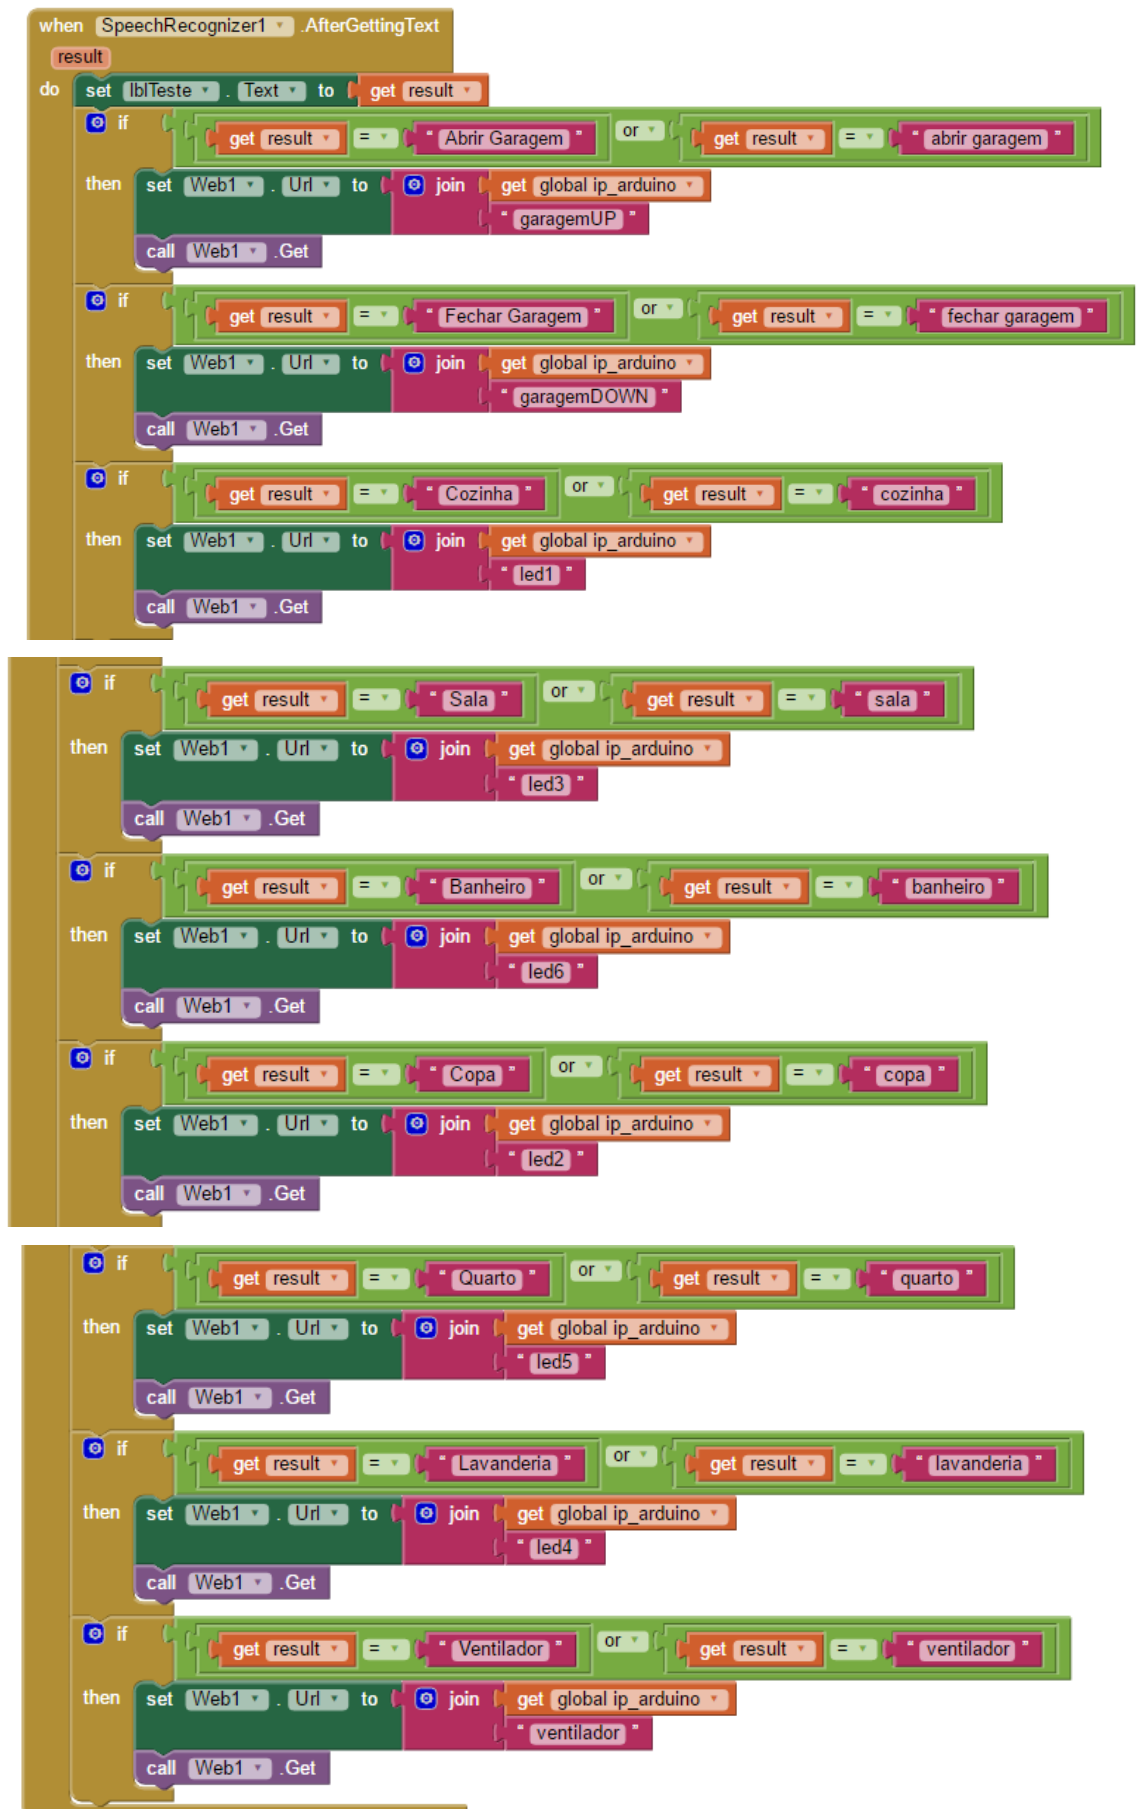 when SpeechRecognizer1 .AfterGettingText
result
do set lblTeste . Text to get result
if get result = " Abrir Garagem " or get result = " abrir garagem "
then set Web1 . Url to join get global ip_arduino
" garagemUP "
call Web1 .Get
if get result = " Fechar Garagem " or get result = " fechar garagem "
then set Web1 . Url to join get global ip_arduino
" garagemDOWN "
call Web1 .Get
if get result = " Cozinha " or get result = " cozinha "
then set Web1 . Url to join get global ip_arduino
" led1 "
call Web1 .Get
if get result = " Sala " or get result = " sala "
then set Web1 . Url to join get global ip_arduino
" led3 "
call Web1 .Get
if get result = " Banheiro " or get result = " banheiro "
then set Web1 . Url to join get global ip_arduino
" led6 "
call Web1 .Get
if get result = " Copa " or get result = " copa "
then set Web1 . Url to join get global ip_arduino
" led2 "
call Web1 .Get
if get result = " Quarto " or get result = " quarto "
then set Web1 . Url to join get global ip_arduino
" led5 "
call Web1 .Get
if get result = " Lavanderia " or get result = " lavanderia "
then set Web1 . Url to join get global ip_arduino
" led4 "
call Web1 .Get
if get result = " Ventilador " or get result = " ventilador "
then set Web1 . Url to join get global ip_arduino
" ventilador "
call Web1 .Get